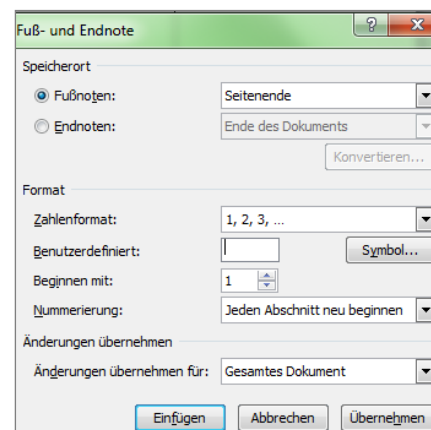 Fuß- und Endnote
Speicherort
Fußnoten: Seitenende
Endnoten: Ende des Dokuments
Konvertieren...
Format
Zahlenformat: 1, 2, 3, ...
Benutzerdefiniert: Symbol...
Beginnen mit: 1
Nummerierung: Jeden Abschnitt neu beginnen
Änderungen übernehmen
Änderungen übernehmen für: Gesamtes Dokument
Einfügen Abbrechen Übernehmen